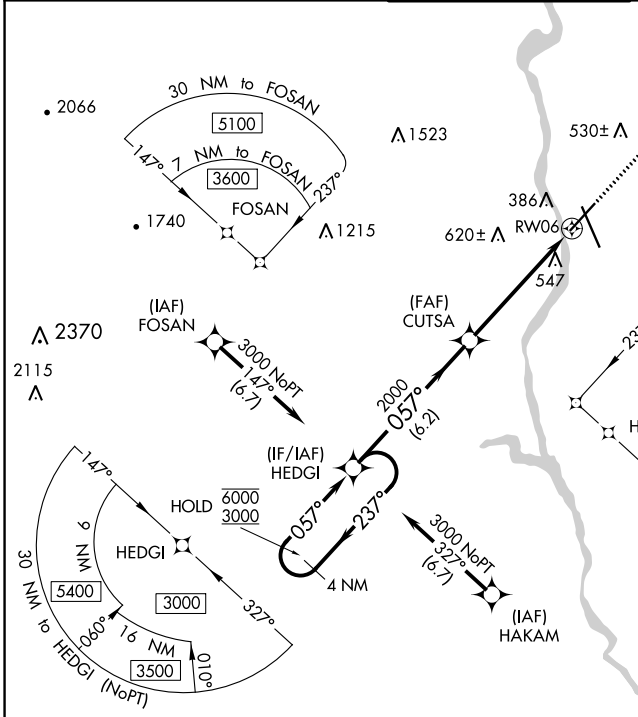 30 NM to FOSAN
2066
5100
1523
530±
7 NM to FOSAN
147°
3600
237°
FOSAN
386
1740
1215
620±
RW06
547
(IAF)
FOSAN
(FAF)
CUTSA
2370
3000 NoPT
147°
(6.7)
2115
2000
057°
(6.2)
(IF/IAF)
HEDGI
147°
HOLD
6000
3000
057°
237°
HEDGI
9 NM
3000 NoPT
327°
(6.7)
4 NM
5400
3000
327°
(IAF)
HAKAM
060°
16 NM
010°
3500
30 NM to HEDGI (NoPT)
23
H